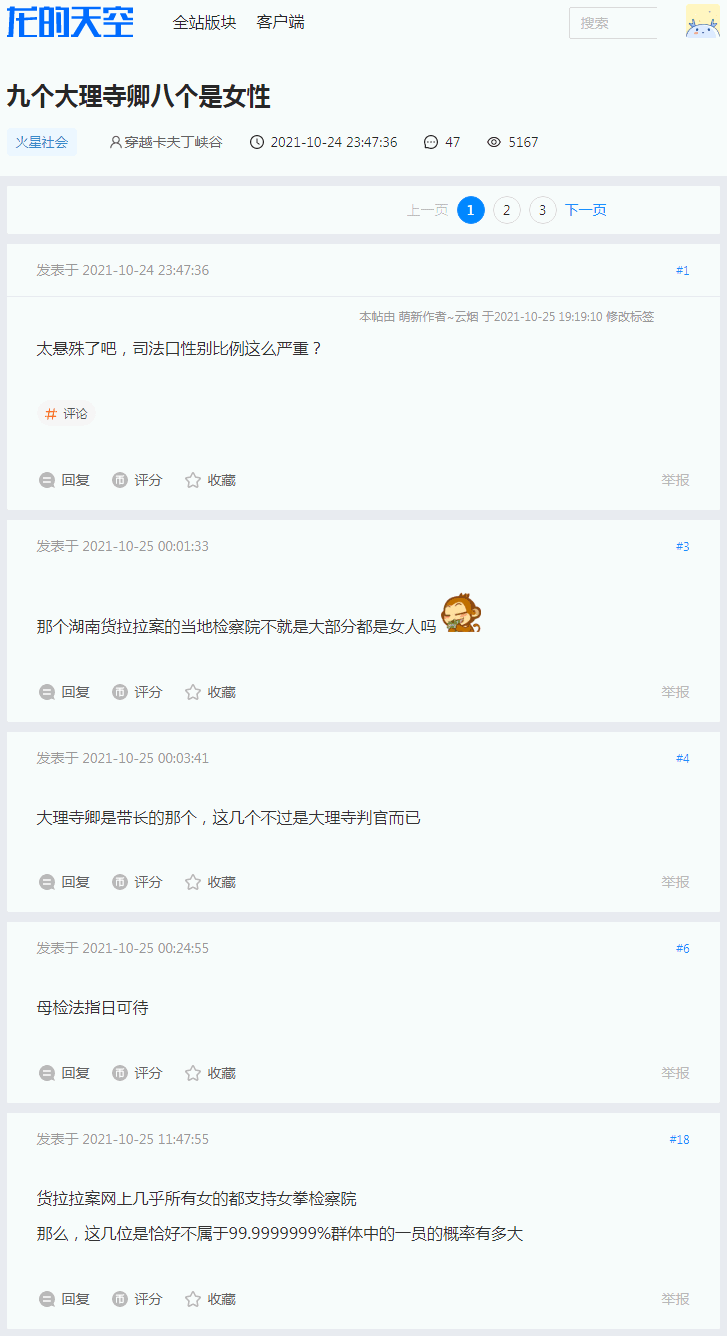 龙的天空 全站版块 客户端 搜索
九个大理寺卿八个是女性
火星社会 穿越卡夫丁峡谷 2021-10-24 23:47:36 47 5167
上一页 1 2 3 下一页
发表于 2021-10-24 23:47:36 #1
本帖由 萌新作者~云烟 于2021-10-25 19:19:10 修改标签
太悬殊了吧，司法口性别比例这么严重？
# 评论
回复 评分 收藏 举报
发表于 2021-10-25 00:01:33 #3
那个湖南货拉拉案的当地检察院不就是大部分都是女人吗
回复 评分 收藏 举报
发表于 2021-10-25 00:03:41 #4
大理寺卿是带长的那个，这几个不过是大理寺判官而已
回复 评分 收藏 举报
发表于 2021-10-25 00:24:55 #6
母检法指日可待
回复 评分 收藏 举报
发表于 2021-10-25 11:47:55 #18
货拉拉案网上几乎所有女的都支持女拳检察院
那么，这几位是恰好不属于99.9999999%群体中的一员的概率有多大
回复 评分 收藏 举报